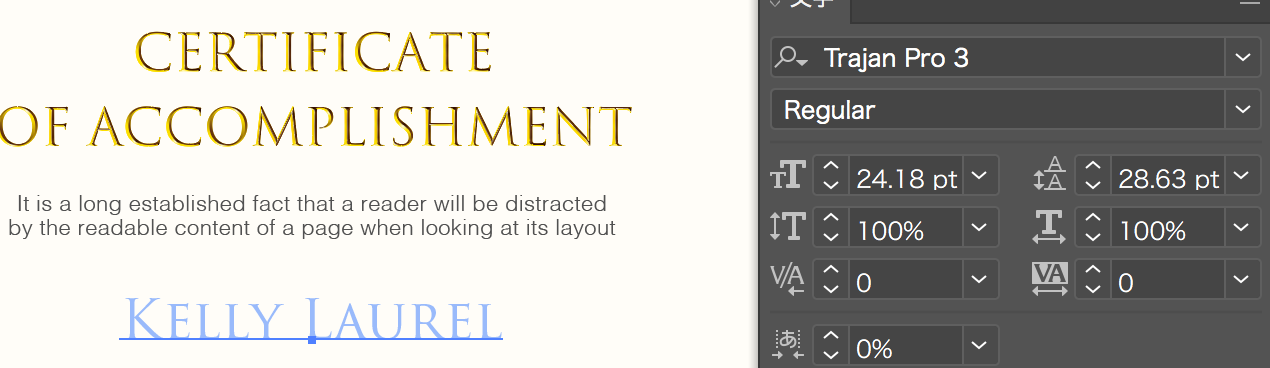 CERTIFICATE
OF ACCOMPLISHMENT
It is a long established fact that a reader will be distracted
by the readable content of a page when looking at its layout
KELLY LAUREL
文字
Trajan Pro 3
Regular
24.18 pt
28.63 pt
100%
100%
0
0
0%